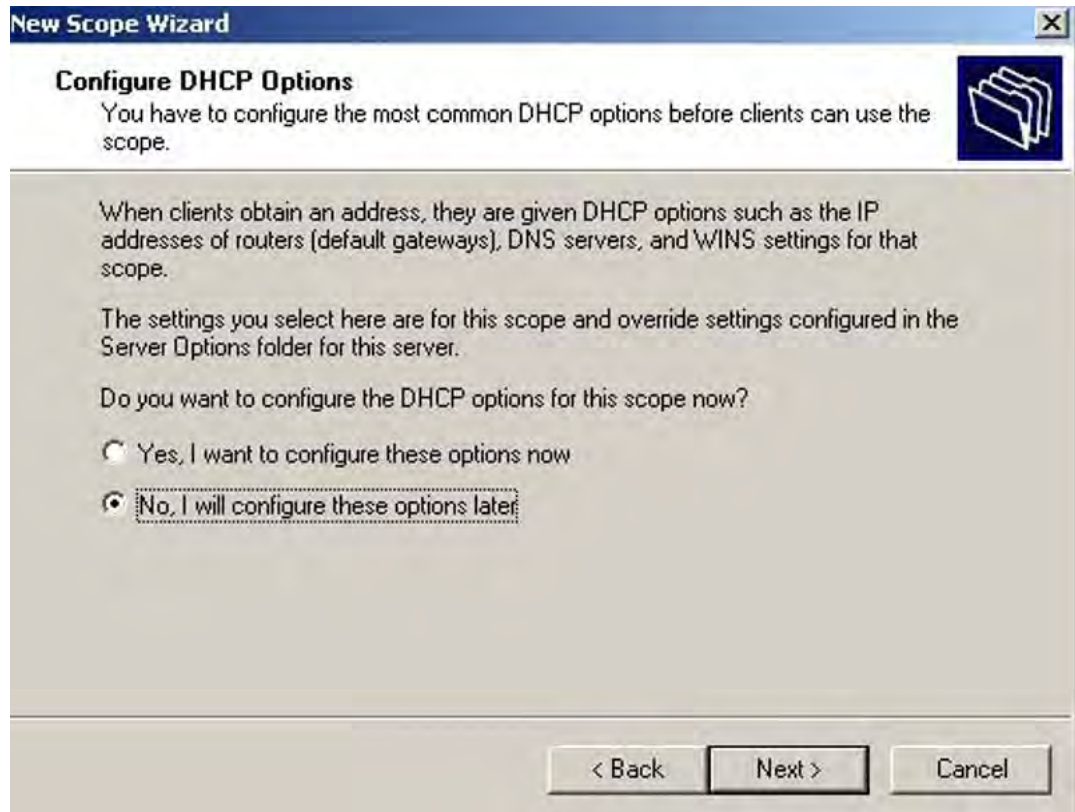 New Scope Wizard
Configure DHCP Options
You have to configure the most common DHCP options before clients can use the
scope.
When clients obtain an address, they are given DHCP options such as the IP
addresses of routers (default gateways), DNS servers, and WINS settings for that
scope.
The settings you select here are for this scope and override settings configured in the
Server Options folder for this server.
Do you want to configure the DHCP options for this scope now?
Yes, I want to configure these options now
No, I will configure these options later
< Back
Next >
Cancel